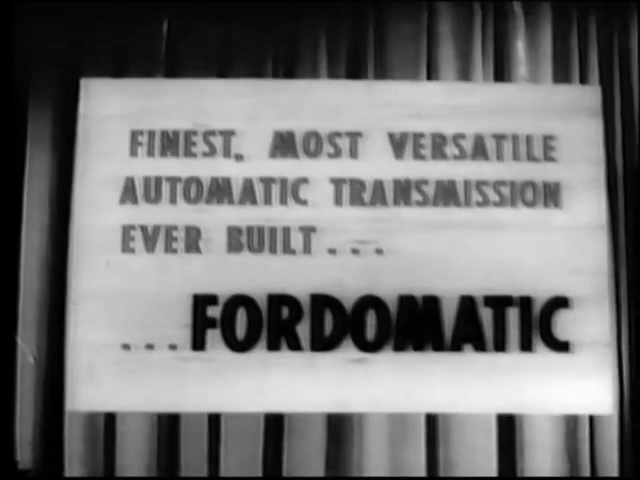 FINEST, MOST VERSATILE
AUTOMATIC TRANSMISSION
EVER BUILT...
...FORDOMATIC